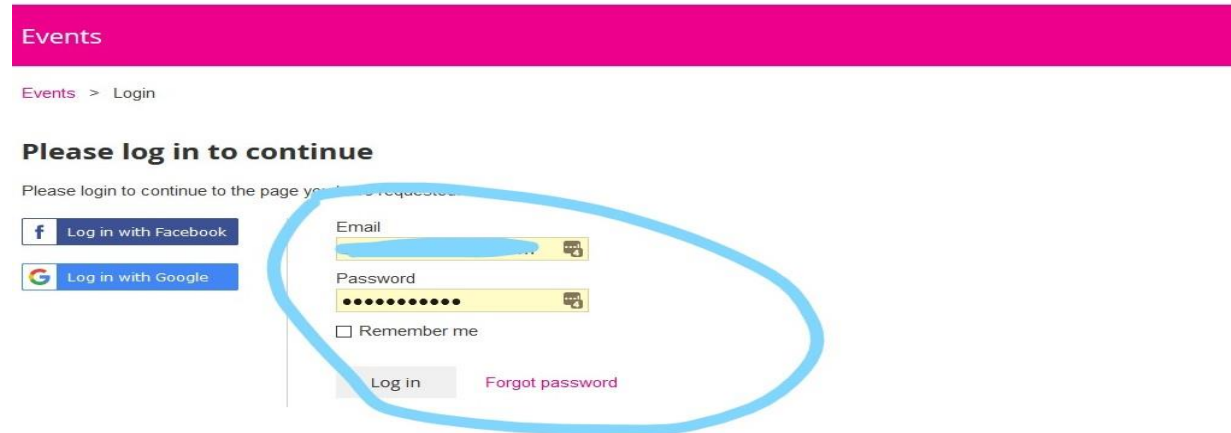 Events
Events > Login
Please log in to continue
Please login to continue to the page requested
f Log in with Facebook
G Log in with Google
Email
Password
●●●●●●●●●●●
Remember me
Log in Forgot password